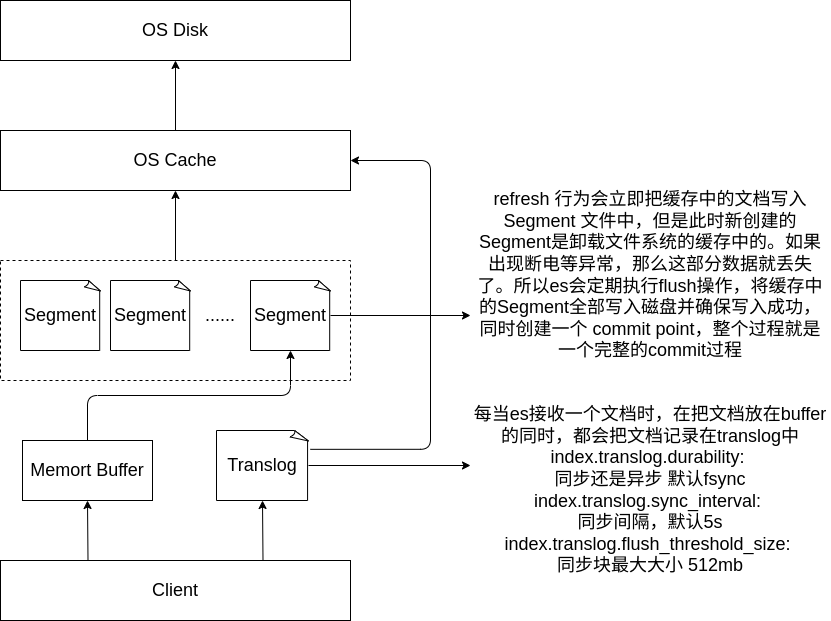 OS Disk
OS Cache
refresh 行为会立即把缓存中的文档写入
Segment 文件中，但是此时新创建的
Segment是卸载文件系统的缓存中的。如果
出现断电等异常，那么这部分数据就丢失
了。所以es会定期执行flush操作，将缓存中
的Segment全部写入磁盘并确保写入成功，
同时创建一个 commit point，整个过程就是
一个完整的commit过程
Segment
Segment
......
Segment
每当es接收一个文档时，在把文档放在buffer
的同时，都会把文档记录在translog中
index.translog.durability:
同步还是异步 默认fsync
index.translog.sync_interval:
同步间隔，默认5s
index.translog.flush_threshold_size:
同步块最大大小 512mb
Memort Buffer
Translog
Client